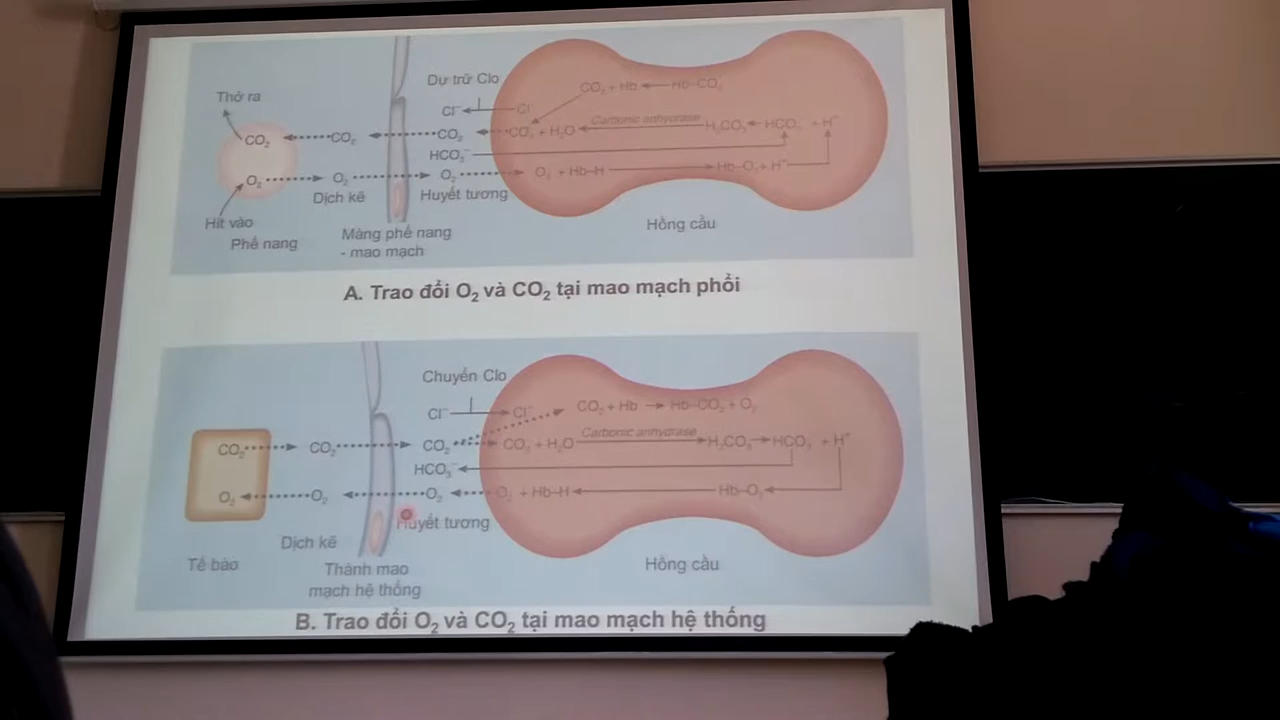 Dự trữ Clo
CO₂ + Hb ← Hb–CO₂
Thở ra
Cl⁻ ← Cl⁻
CO₂ CO₂ CO₂ CO₂ + H₂O Carbonic anhydrase H₂CO₃ HCO₃⁻ + H⁺
HCO₃⁻
O₂ O₂ O₂ O₂ + Hb–H Hb–O₂ + H⁺
Dịch kẽ Huyết tương
Hít vào
Phế nang
Màng phế nang
- mao mạch
Hồng cầu
A. Trao đổi O₂ và CO₂ tại mao mạch phổi
Chuyển Clo
Cl⁻ → Cl⁻ CO₂ + Hb → Hb–CO₂ + O₂
CO₂ CO₂ CO₂ CO₂ + H₂O Carbonic anhydrase H₂CO₃ → HCO₃⁻ + H⁺
HCO₃⁻
O₂ O₂ O₂ O₂ + Hb–H Hb–O₂
Huyết tương
Dịch kẽ
Tế bào
Thành mao
mạch hệ thống
Hồng cầu
B. Trao đổi O₂ và CO₂ tại mao mạch hệ thống